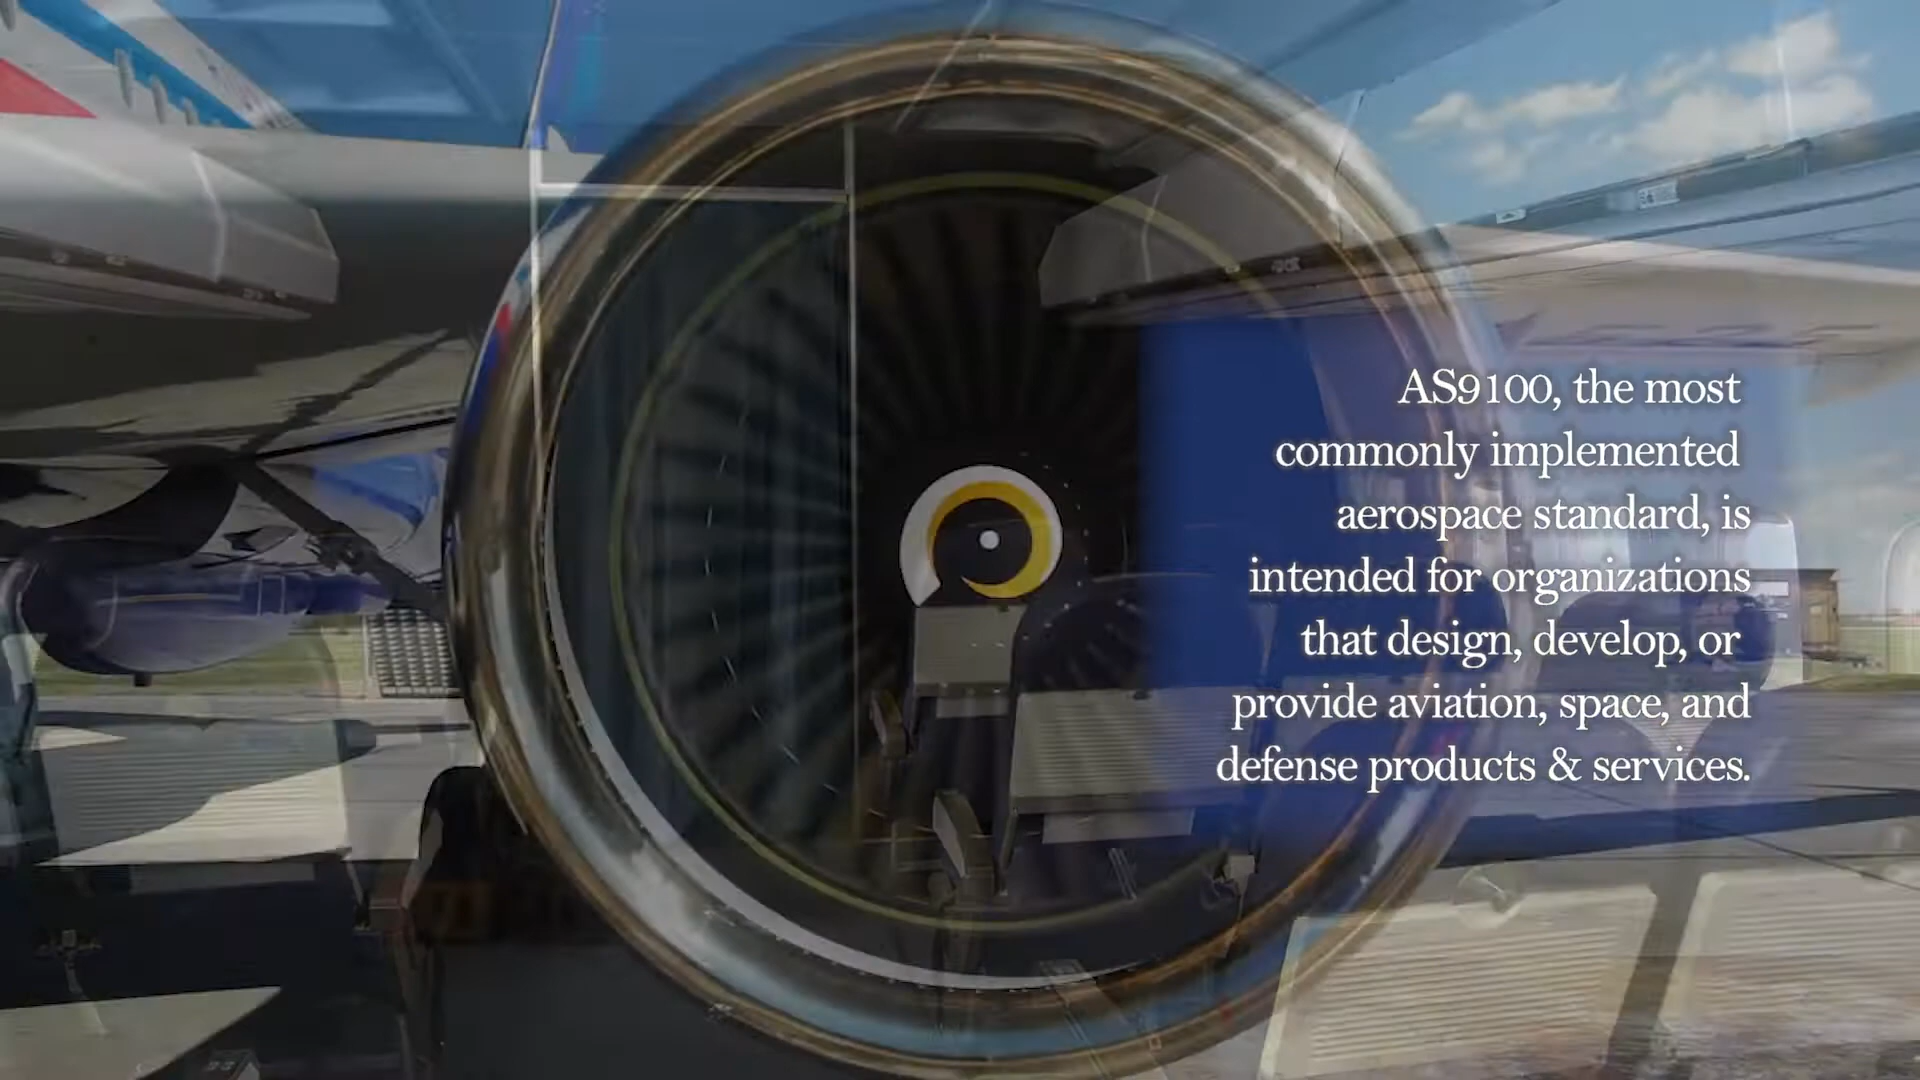 AS9100, the most
commonly implemented
aerospace standard, is
intended for organizations
that design, develop, or
provide aviation, space, and
defense products & services.